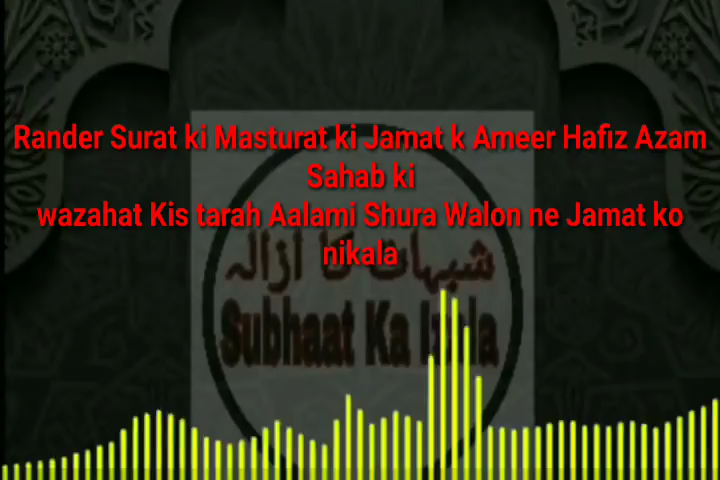 Rander Surat ki Masturat ki Jamat k Ameer Hafiz Azam
Sahab ki
wazahat Kis tarah Aalami Shura Walon ne Jamat ko
nikala
شبہات کا ازالہ
Subhaat Ka Izala